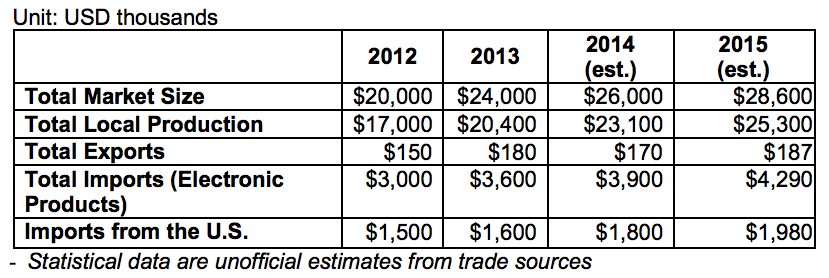 Unit: USD thousands
2012 2013 2014 (est.) 2015 (est.)
Total Market Size $20,000 $24,000 $26,000 $28,600
Total Local Production $17,000 $20,400 $23,100 $25,300
Total Exports $150 $180 $170 $187
Total Imports (Electronic Products) $3,000 $3,600 $3,900 $4,290
Imports from the U.S. $1,500 $1,600 $1,800 $1,980
- Statistical data are unofficial estimates from trade sources